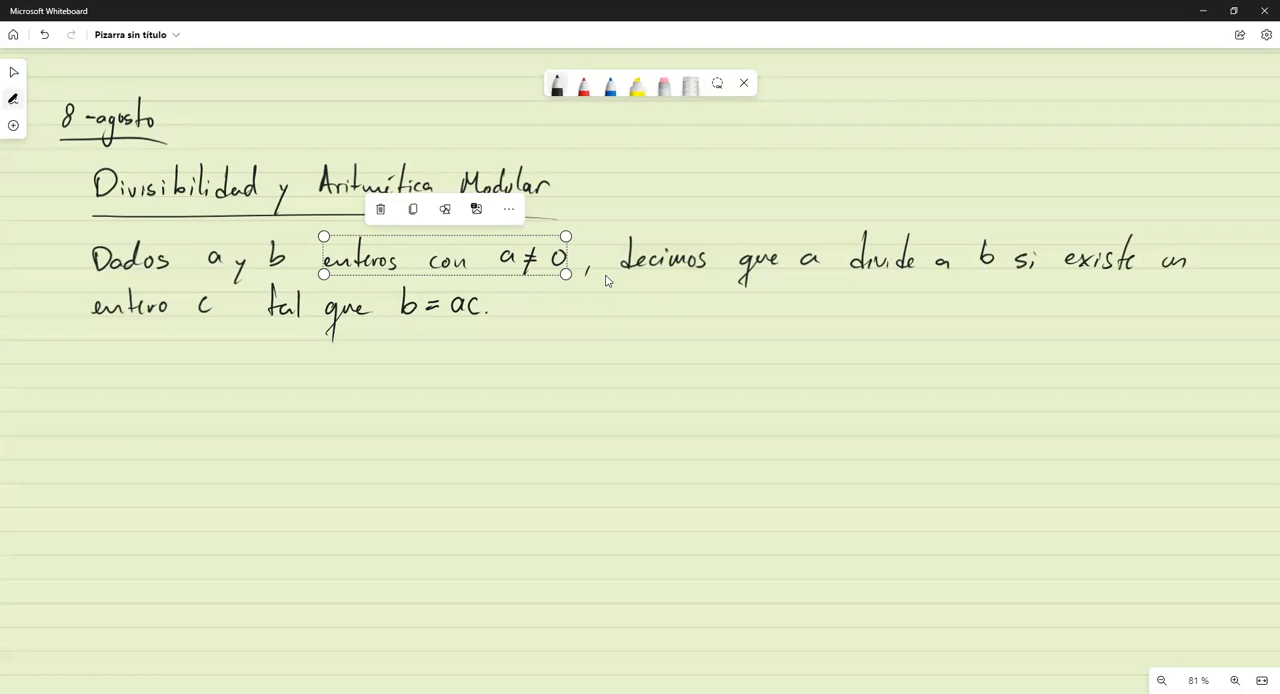 Microsoft Whiteboard
Pizarra sin título
8 -agosto
Divisibilidad y Aritmética Modular
Dados a y b enteros con a ≠ 0, decimos que a divide a b si existe un
entero c tal que b = ac.
81 %